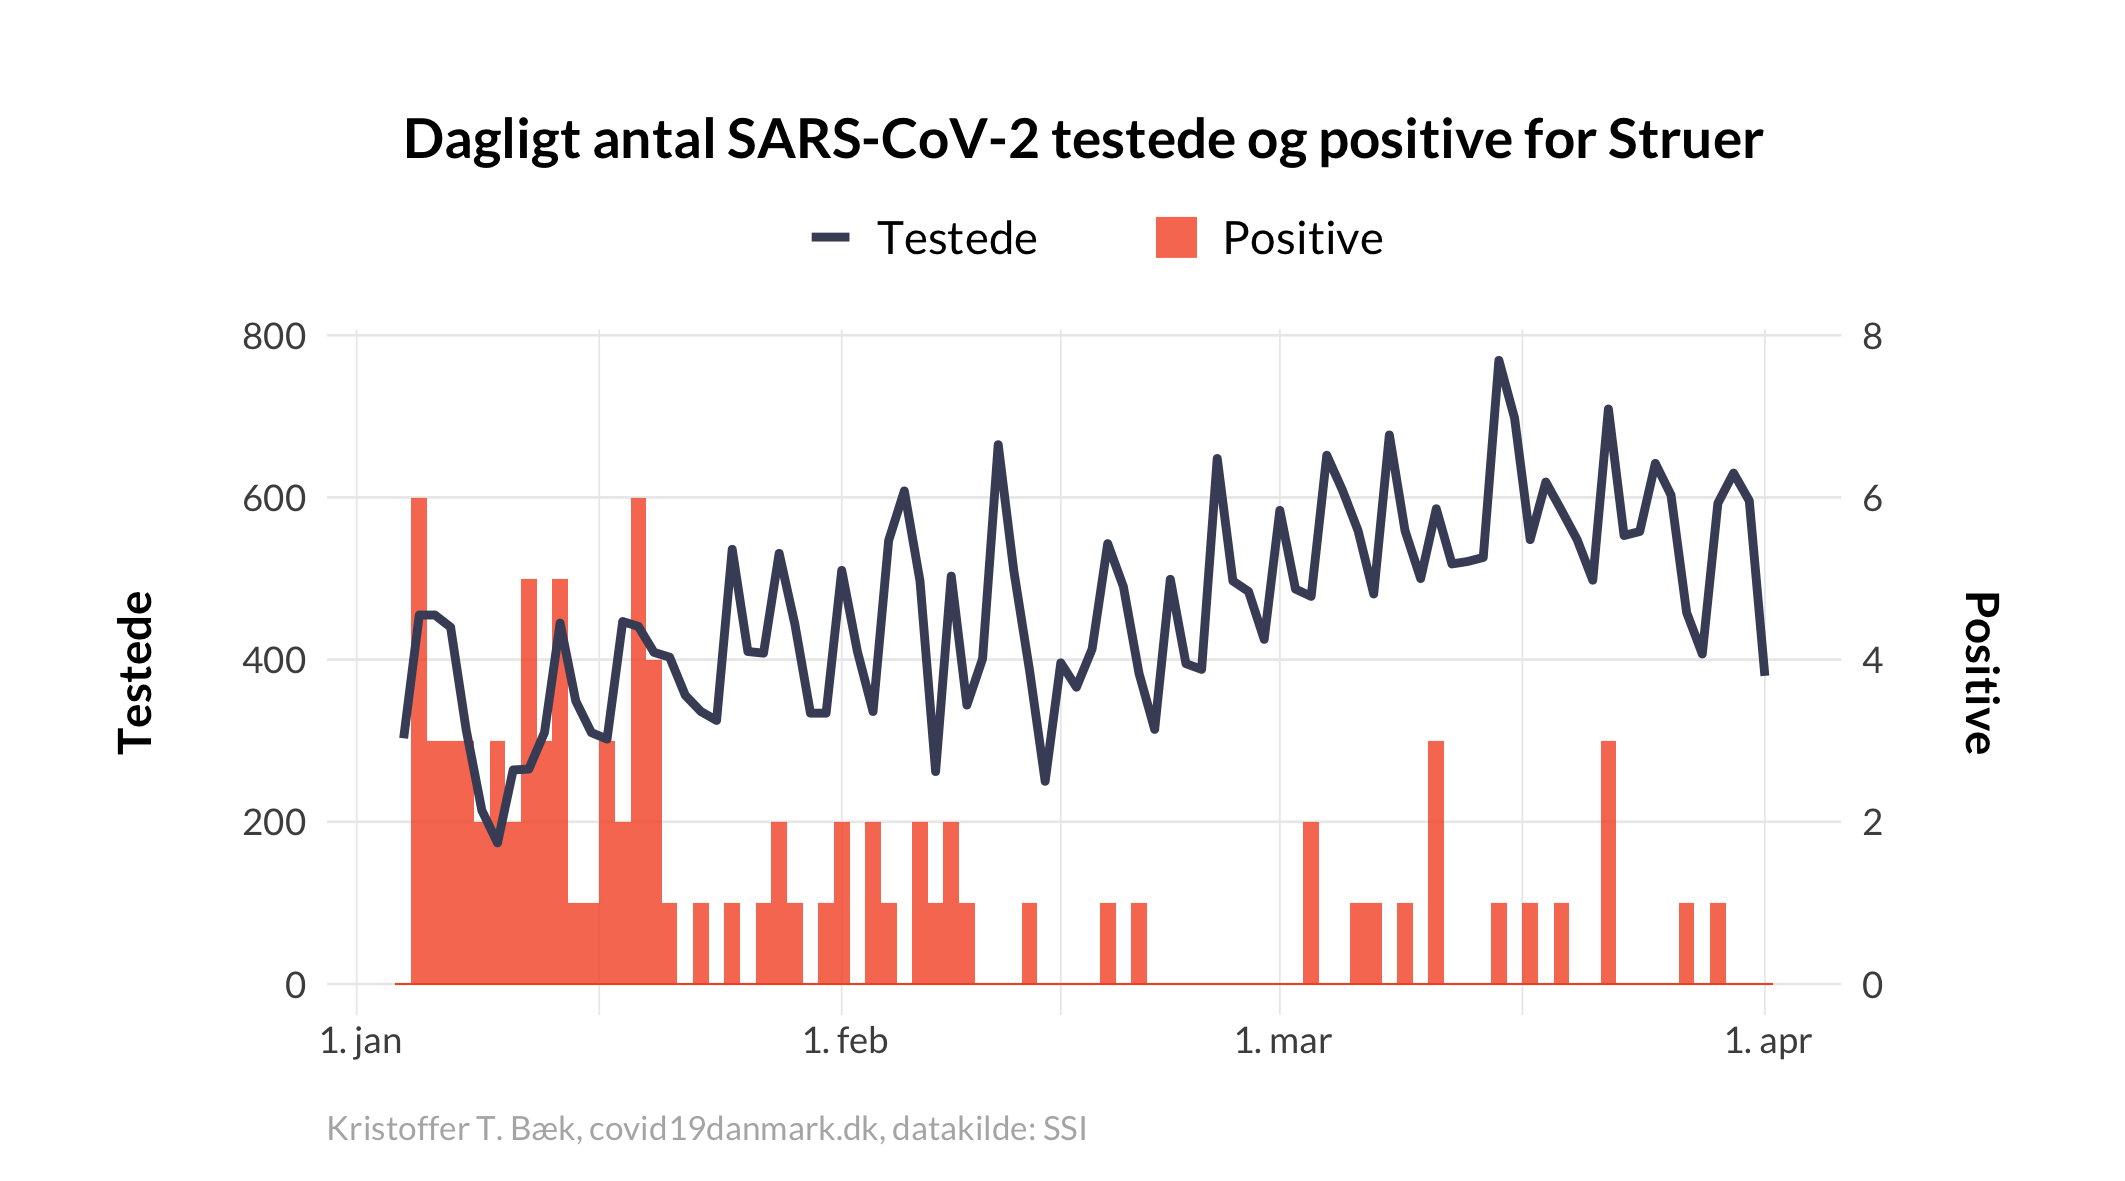 Dagligt antal SARS-CoV-2 testede og positive for Struer
Testede Positive
800 8
600 6
400 4
200 2
0 0
Testede
Positive
1. jan 1. feb 1. mar 1. apr
Kristoffer T. Bæk, covid19danmark.dk, datakilde: SSI